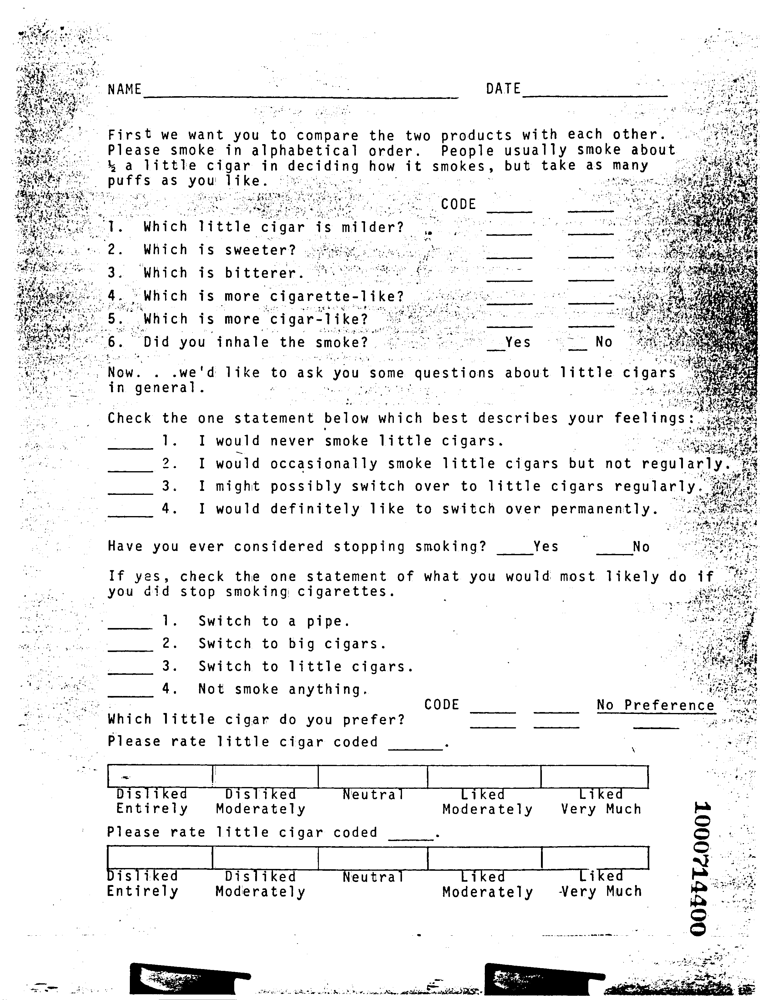 NAME____________________ DATE__________
First we want you to compare the two products with each other.
Please smoke in alphabetical order. People usually smoke about
½ a little cigar in deciding how it smokes, but take as many
puffs as you like.
CODE _____ _____
1. Which little cigar is milder? _____ _____
2. Which is sweeter? _____ _____
3. Which is bitterer. _____ _____
4. Which is more cigarette-like? _____ _____
5. Which is more cigar-like? _____ _____
6. Did you inhale the smoke? __Yes __ No
Now. . .we'd like to ask you some questions about little cigars
in general.
Check the one statement below which best describes your feelings:
_____ 1. I would never smoke little cigars.
_____ 2. I would occasionally smoke little cigars but not regularly.
_____ 3. I might possibly switch over to little cigars regularly.
_____ 4. I would definitely like to switch over permanently.
Have you ever considered stopping smoking? ____Yes ____No
If yes, check the one statement of what you would most likely do if
you did stop smoking cigarettes.
_____ 1. Switch to a pipe.
_____ 2. Switch to big cigars.
_____ 3. Switch to little cigars.
_____ 4. Not smoke anything.
CODE _____ _____ No Preference
Which little cigar do you prefer? _____ _____ _____
Please rate little cigar coded ______.
Disliked Disliked Neutral Liked Liked
Entirely Moderately Moderately Very Much
Please rate little cigar coded _____.
Disliked Disliked Neutral Liked Liked
Entirely Moderately Moderately Very Much
1000714400